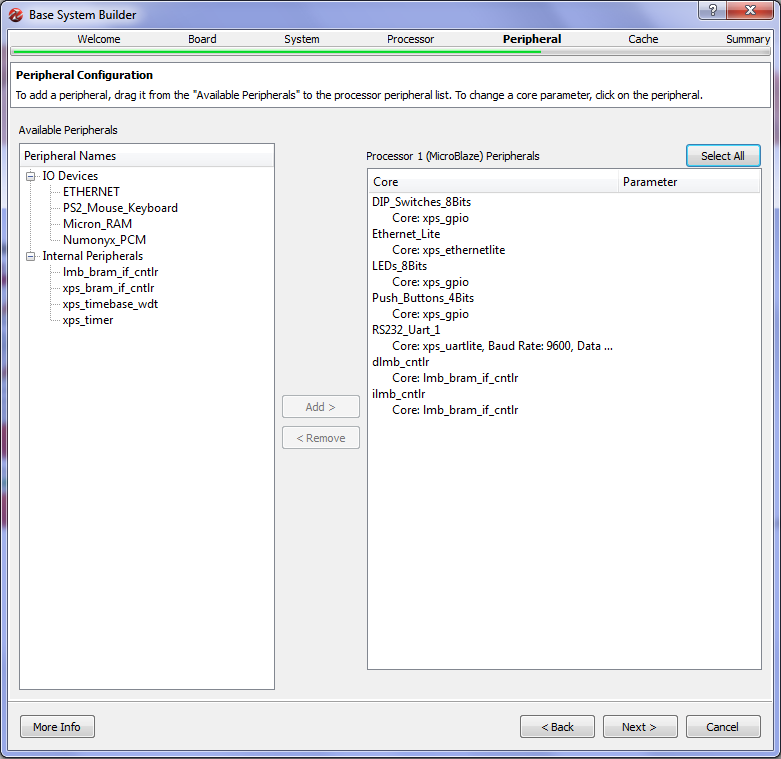 Base System Builder
?
Welcome Board System Processor Peripheral Cache Summary
Peripheral Configuration
To add a peripheral, drag it from the "Available Peripherals" to the processor peripheral list. To change a core parameter, click on the peripheral.
Available Peripherals
Peripheral Names
IO Devices
ETHERNET
PS2_Mouse_Keyboard
Micron_RAM
Numonyx_PCM
Internal Peripherals
lmb_bram_if_cntlr
xps_bram_if_cntlr
xps_timebase_wdt
xps_timer
Add >
< Remove
Processor 1 (MicroBlaze) Peripherals
Select All
Core Parameter
DIP_Switches_8Bits
Core: xps_gpio
Ethernet_Lite
Core: xps_ethernetlite
LEDs_8Bits
Core: xps_gpio
Push_Buttons_4Bits
Core: xps_gpio
RS232_Uart_1
Core: xps_uartlite, Baud Rate: 9600, Data ...
dlmb_cntlr
Core: lmb_bram_if_cntlr
ilmb_cntlr
Core: lmb_bram_if_cntlr
More Info
< Back
Next >
Cancel